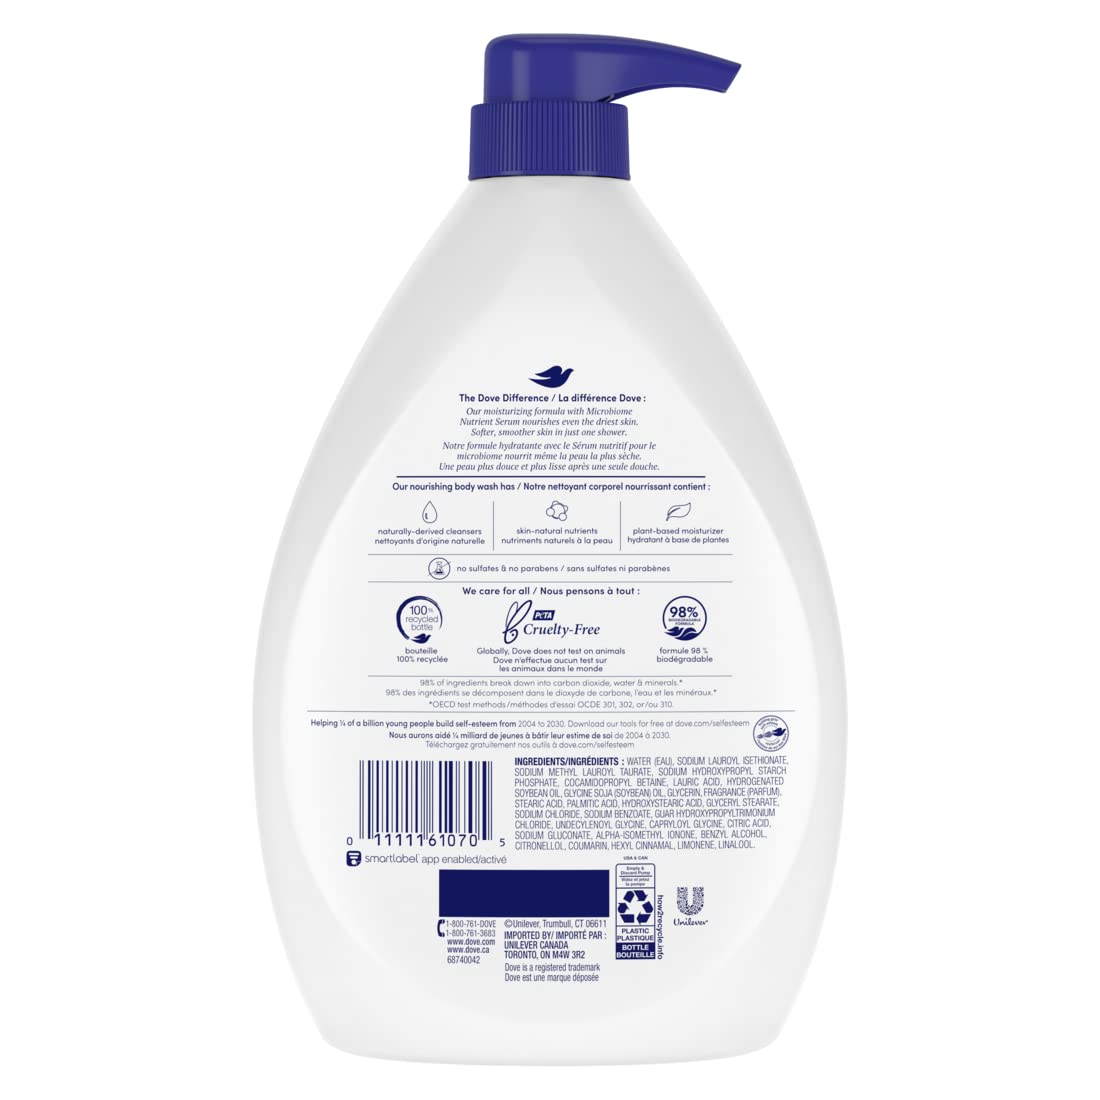 The Dove Difference / La différence Dove :
Our moisturizing formula with Microbiome
Nutrient Serum nourishes even the driest skin.
Softer, smoother skin in just one shower.
Notre formule hydratante avec le Sérum nutritif pour le
microbiome nourrit même la peau la plus sèche.
Une peau plus douce et plus lisse après une seule douche.
Our nourishing body wash has / Notre nettoyant corporel nourrissant contient :
naturally-derived cleansers
nettoyants d'origine naturelle
skin-natural nutrients
nutriments naturels à la peau
plant-based moisturizer
hydratant à base de plantes
no sulfates & no parabens / sans sulfates ni parabènes
We care for all / Nous pensons à tout :
100%
recycled
bottle
bouteille
100% recyclée
PETA
Cruelty-Free
Globally, Dove does not test on animals
Dove n'effectue aucun test sur
les animaux dans le monde
98%
BIODEGRADABLE
FORMULA
formule 98 %
biodégradable
98% of ingredients break down into carbon dioxide, water & minerals.*
98% des ingrédients se décomposent dans le dioxyde de carbone, l'eau et les minéraux.*
*OECD test methods/méthodes d'essai OCDE 301, 302, or/ou 310.
Helping ¼ of a billion young people build self-esteem from 2004 to 2030. Download our tools for free at dove.com/selfesteem
Nous aurons aidé ¼ milliard de jeunes à bâtir leur estime de soi de 2004 à 2030.
Téléchargez gratuitement nos outils à dove.com/selfesteem
INGREDIENTS/INGRÉDIENTS : WATER (EAU), SODIUM LAUROYL ISETHIONATE,
SODIUM METHYL LAUROYL TAURATE, SODIUM HYDROXYPROPYL STARCH
PHOSPHATE, COCAMIDOPROPYL BETAINE, LAURIC ACID, HYDROGENATED
SOYBEAN OIL, GLYCINE SOJA (SOYBEAN) OIL, GLYCERIN, FRAGRANCE (PARFUM),
STEARIC ACID, PALMITIC ACID, HYDROXYSTEARIC ACID, GLYCERYL STEARATE,
SODIUM CHLORIDE, SODIUM BENZOATE, GUAR HYDROXYPROPYLTRIMONIUM
CHLORIDE, UNDECYLENOYL GLYCINE, CAPRYLOYL GLYCINE, CITRIC ACID,
SODIUM GLUCONATE, ALPHA-ISOMETHYL IONONE, BENZYL ALCOHOL,
CITRONELLOL, COUMARIN, HEXYL CINNAMAL, LIMONENE, LINALOOL.
0 11111 61070 5
smartlabel app enabled/activé
1-800-761-DOVE
1-800-761-3683
www.dove.com
www.dove.ca
68740042
©Unilever, Trumbull, CT 06611
IMPORTED BY/ IMPORTÉ PAR :
UNILEVER CANADA
TORONTO, ON M4W 3R2
Dove is a registered trademark
Dove est une marque déposée
USA & CAN
Empty &
Discard Pump
Videz et jetez
la pompe
PLASTIC
PLASTIQUE
BOTTLE
BOUTEILLE
how2recycle.info
Unilever